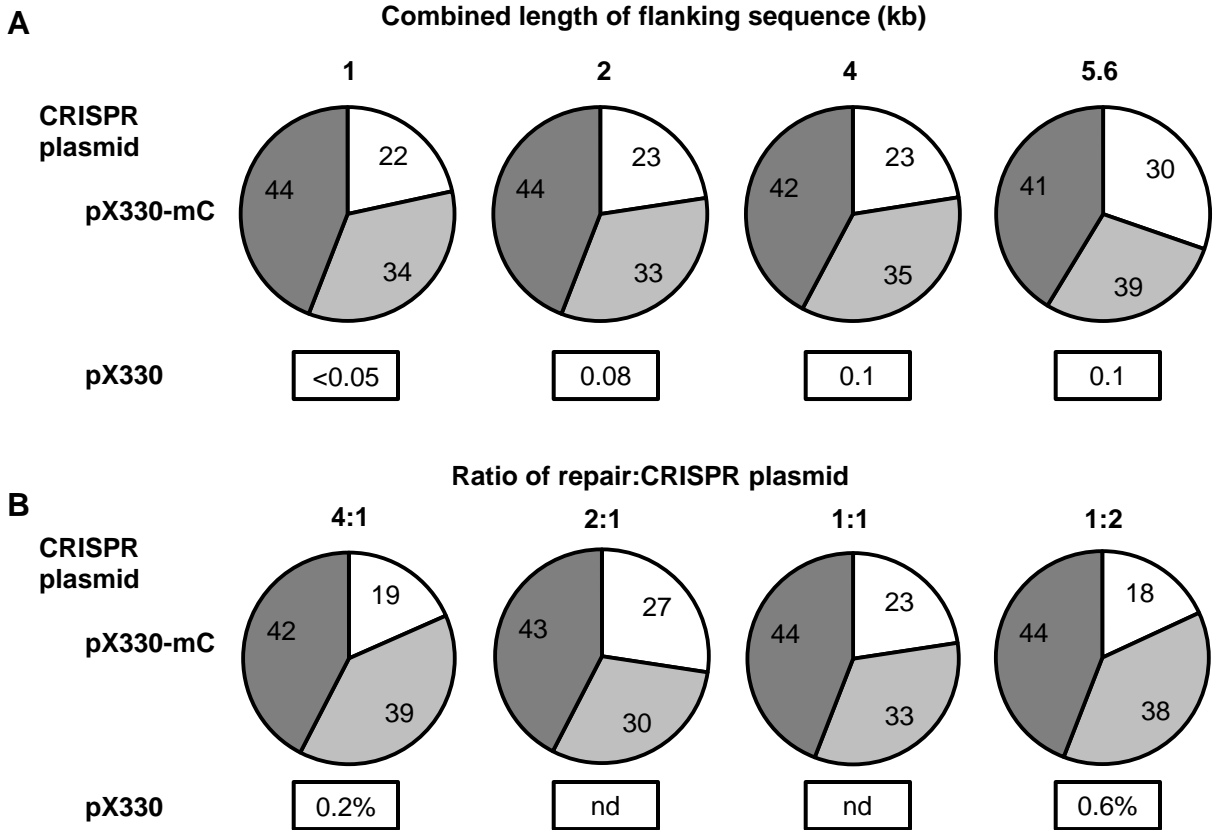 A
Combined length of flanking sequence (kb)
1 2 4 5.6
CRISPR
plasmid
pX330-mC
44 22 34
44 23 33
42 23 35
41 30 39
pX330
<0.05 0.08 0.1 0.1
Ratio of repair:CRISPR plasmid
B
4:1 2:1 1:1 1:2
CRISPR
plasmid
pX330-mC
42 19 39
43 27 30
44 23 33
44 18 38
pX330
0.2% nd nd 0.6%